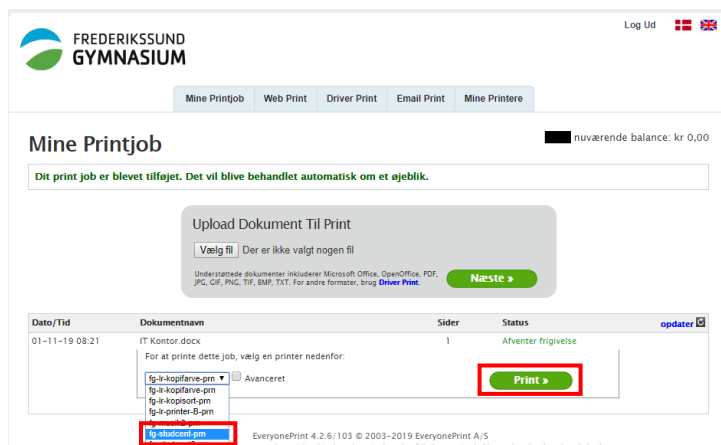 Log Ud
FREDERIKSSUND
GYMNASIUM
Mine Printjob Web Print Driver Print Email Print Mine Printere
Mine Printjob
nuværende balance: kr 0,00
Dit print job er blevet tilføjet. Det vil blive behandlet automatisk om et øjeblik.
Upload Dokument Til Print
Vælg fil Der er ikke valgt nogen fil
Understøttede dokumenter inkluderer Microsoft Office, OpenOffice, PDF,
JPG, GIF, PNG, TIF, BMP, TXT. For andre formater, brug Driver Print.
Næste »
Dato/Tid Dokumentnavn Sider Status opdater
01-11-19 08:21 IT Kontor.docx 1 Afventer frigivelse
For at printe dette job, vælg en printer nedenfor:
fg-lr-kopifarve-prn Avanceret Print »
fg-lr-kopifarve-prn
fg-lr-kopisort-prn
fg-lr-printer-B-prn
fg-studcent-prn
EveryonePrint 4.2.6/103 © 2003-2019 EveryonePrint A/S